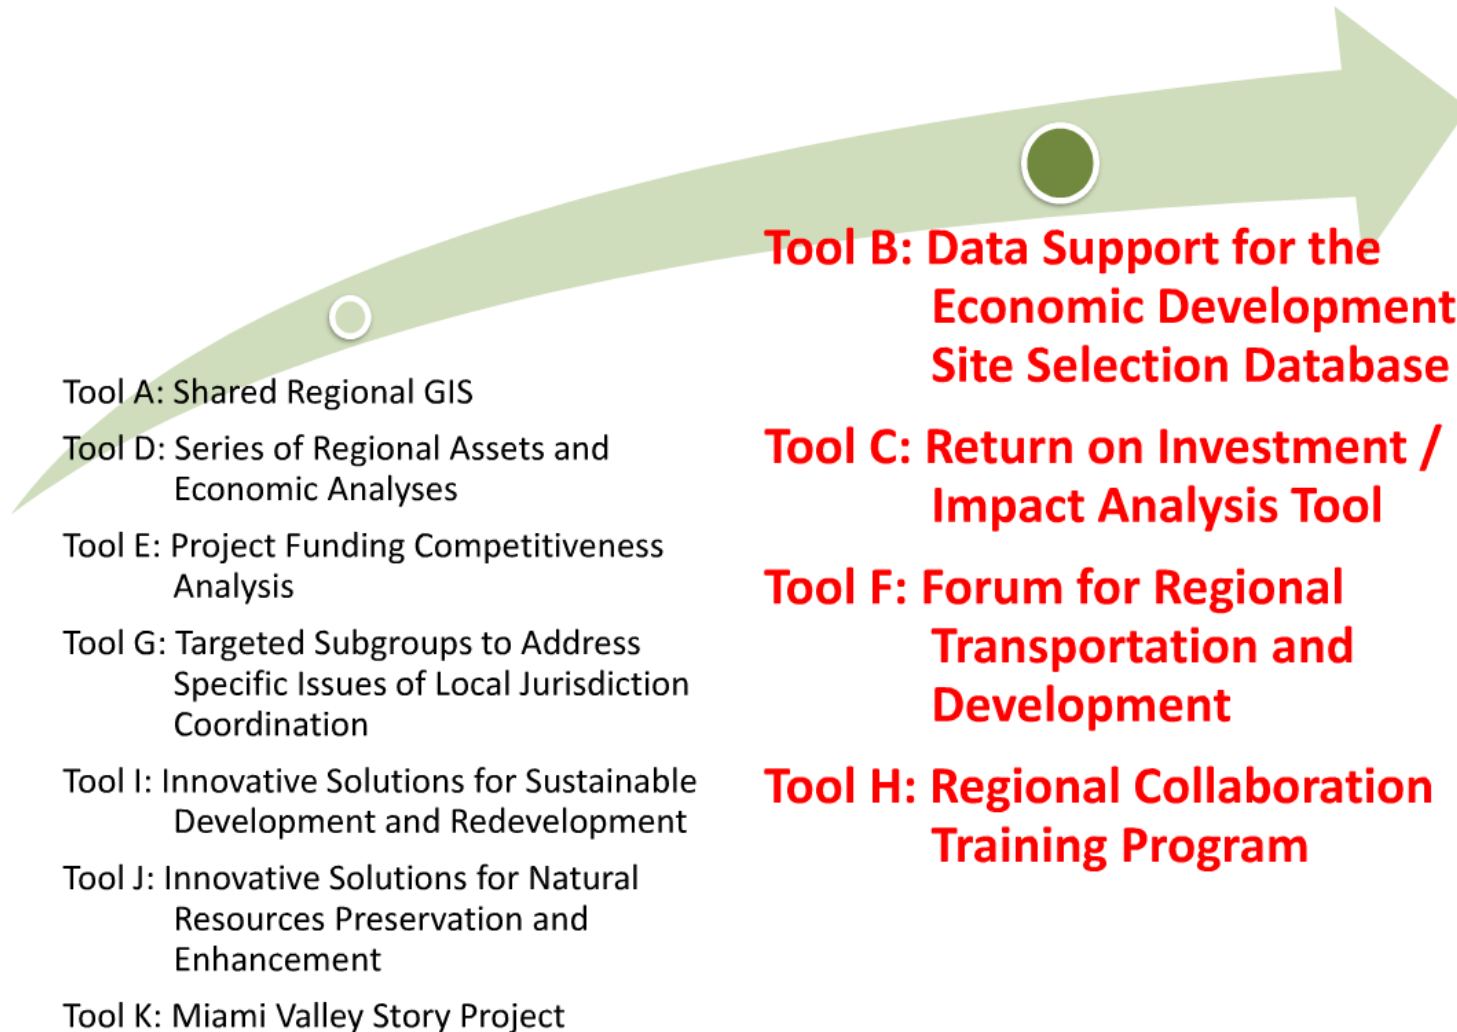 Tool A: Shared Regional GIS
Tool D: Series of Regional Assets and
Economic Analyses
Tool E: Project Funding Competitiveness
Analysis
Tool G: Targeted Subgroups to Address
Specific Issues of Local Jurisdiction
Coordination
Tool I: Innovative Solutions for Sustainable
Development and Redevelopment
Tool J: Innovative Solutions for Natural
Resources Preservation and
Enhancement
Tool K: Miami Valley Story Project
Tool B: Data Support for the
Economic Development
Site Selection Database
Tool C: Return on Investment /
Impact Analysis Tool
Tool F: Forum for Regional
Transportation and
Development
Tool H: Regional Collaboration
Training Program